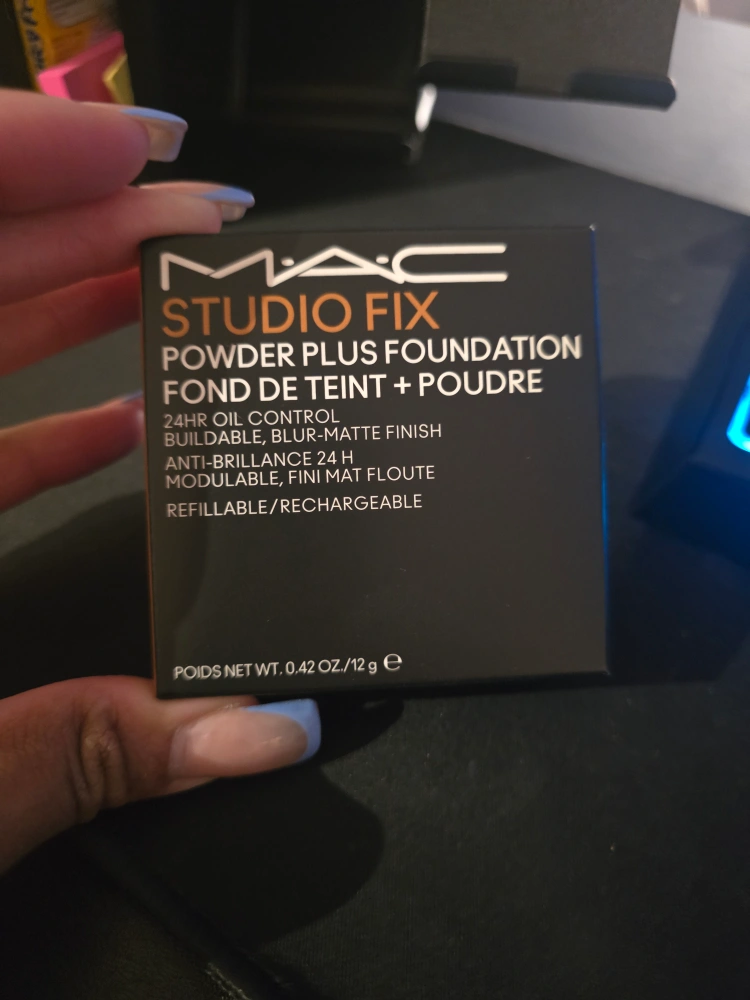 M·A·C
STUDIO FIX
POWDER PLUS FOUNDATION
FOND DE TEINT + POUDRE
24HR OIL CONTROL
BUILDABLE, BLUR-MATTE FINISH
ANTI-BRILLANCE 24 H
MODULABLE, FINI MAT FLOUTE
REFILLABLE/RECHARGEABLE
POIDS NET WT. 0.42 OZ./12 g ℮